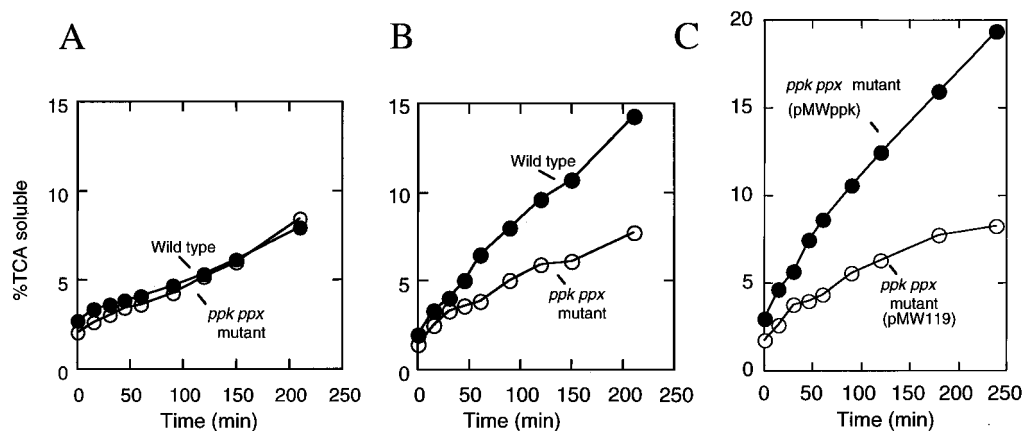 A
%TCA soluble
15
10
5
0
Wild type
ppk ppx
mutant
0 50 100 150 200 250
Time (min)
B
15
10
5
0
Wild type
ppk ppx
mutant
0 50 100 150 200 250
Time (min)
C
20
15
10
5
0
ppk ppx mutant
(pMWppk)
ppk ppx
mutant
(pMW119)
0 50 100 150 200 250
Time (min)